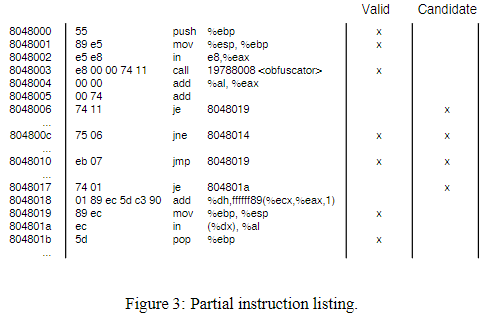 Valid Candidate
8048000 55 push %ebp x
8048001 89 e5 mov %esp, %ebp x
8048002 e5 e8 in e8,%eax
8048003 e8 00 00 74 11 call 19788008 <obfuscator> x
8048004 00 00 add %al, %eax
8048005 00 74 add
8048006 74 11 je 8048019 x
...
804800c 75 06 jne 8048014 x x
...
8048010 eb 07 jmp 8048019 x x
...
8048017 74 01 je 804801a x
8048018 01 89 ec 5d c3 90 add %dh,ffffff89(%ecx,%eax,1)
8048019 89 ec mov %ebp, %esp x
804801a ec in (%dx), %al
804801b 5d pop %ebp x
...
Figure 3: Partial instruction listing.